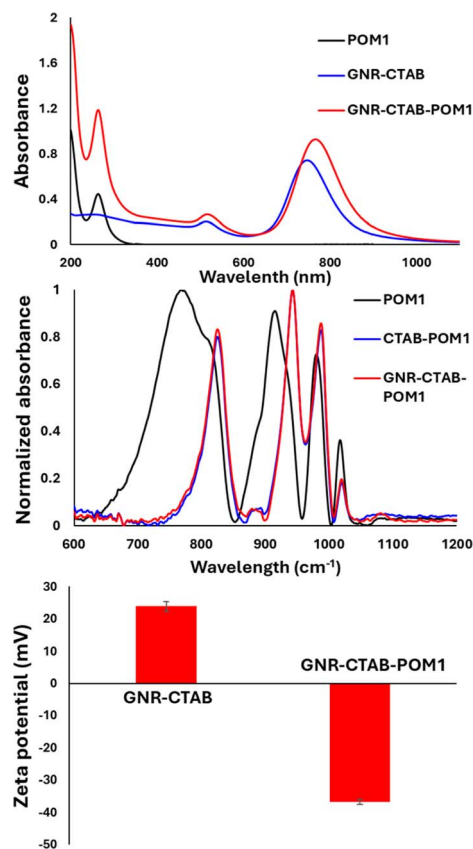 2
1.6
1.2
0.8
0.4
0
Absorbance
POM1
GNR-CTAB
GNR-CTAB-POM1
200 400 600 800 1000
Wavelenth (nm)
1
0.8
0.6
0.4
0.2
0
Normalized absorbance
POM1
CTAB-POM1
GNR-CTAB-
POM1
600 700 800 900 1000 1100 1200
Wavelength (cm⁻¹)
30
20
10
0
-10
-20
-30
-40
-50
Zeta potential (mV)
GNR-CTAB-POM1
GNR-CTAB